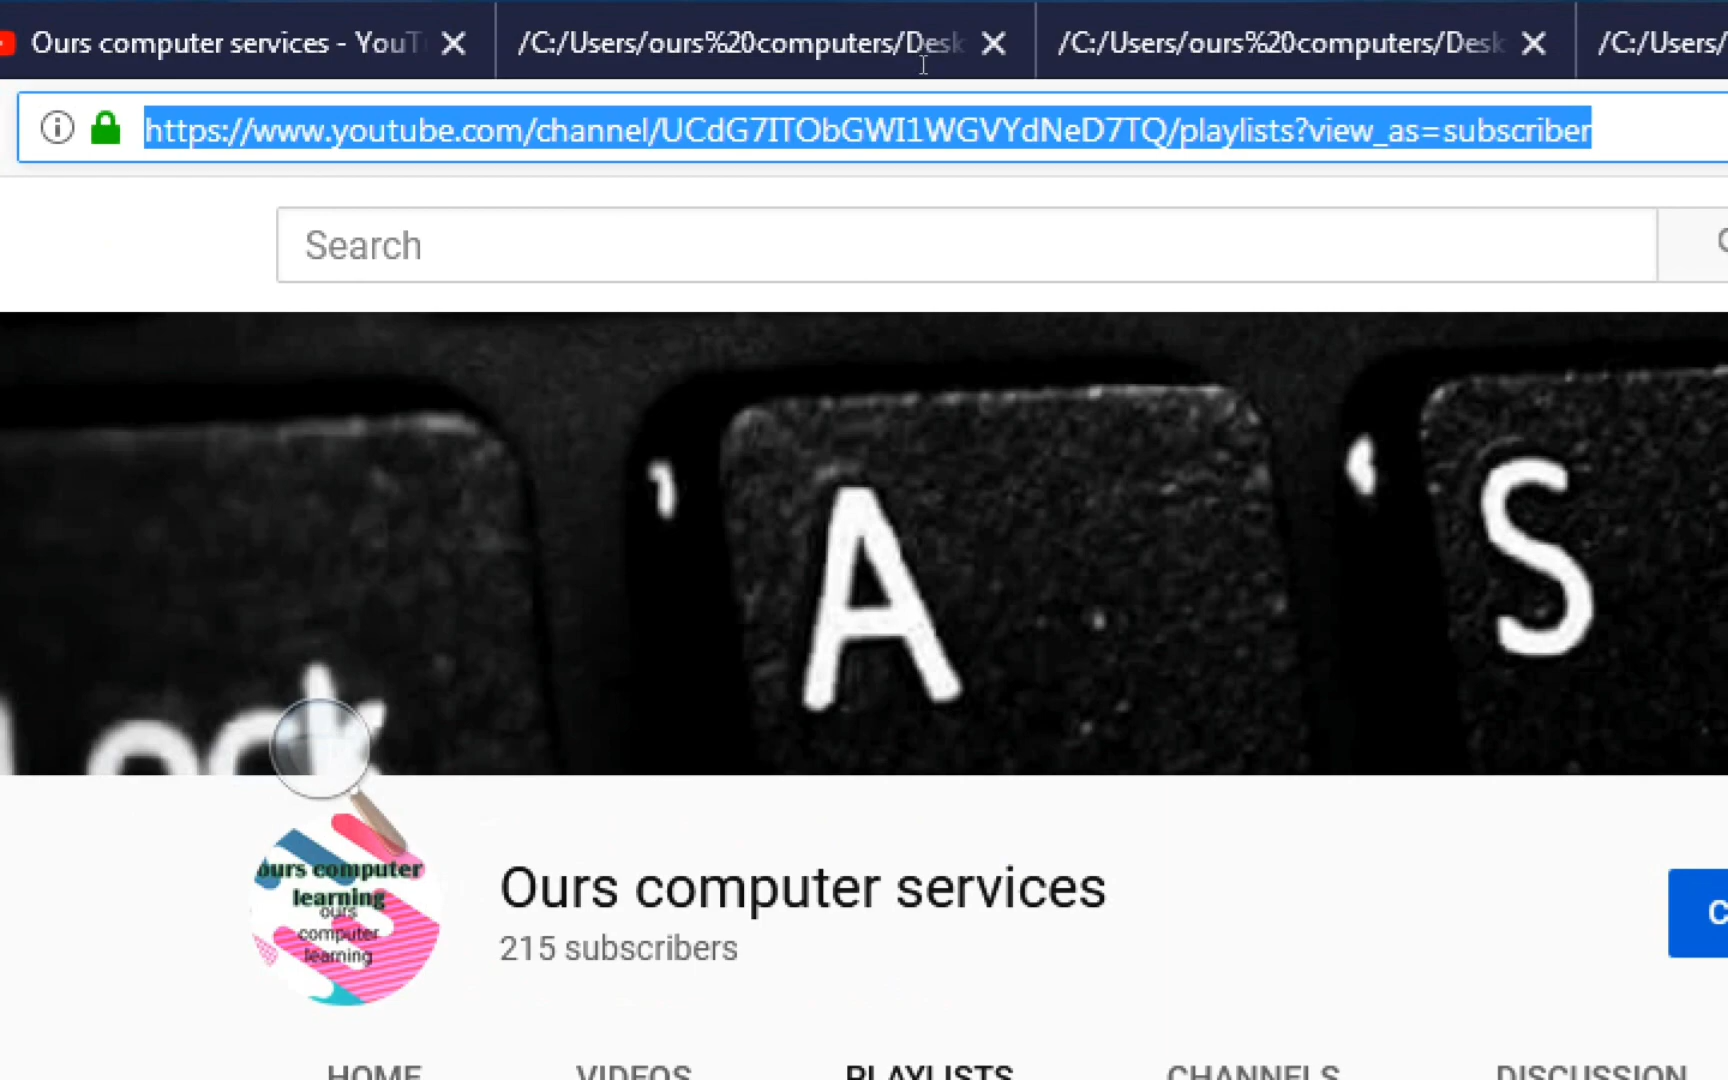 Ours computer services - YouT
/C:/Users/ours%20computers/Desk
/C:/Users/ours%20computers/Desk
/C:/Users/
https://www.youtube.com/channel/UCdG7ITObGWI1WGVYdNeD7TQ/playlists?view_as=subscriber
Search
A
S
Lock
ours computer
learning
ours
computer
learning
Ours computer services
215 subscribers
C
HOME
VIDEOS
PLAYLISTS
CHANNELS
DISCUSSION